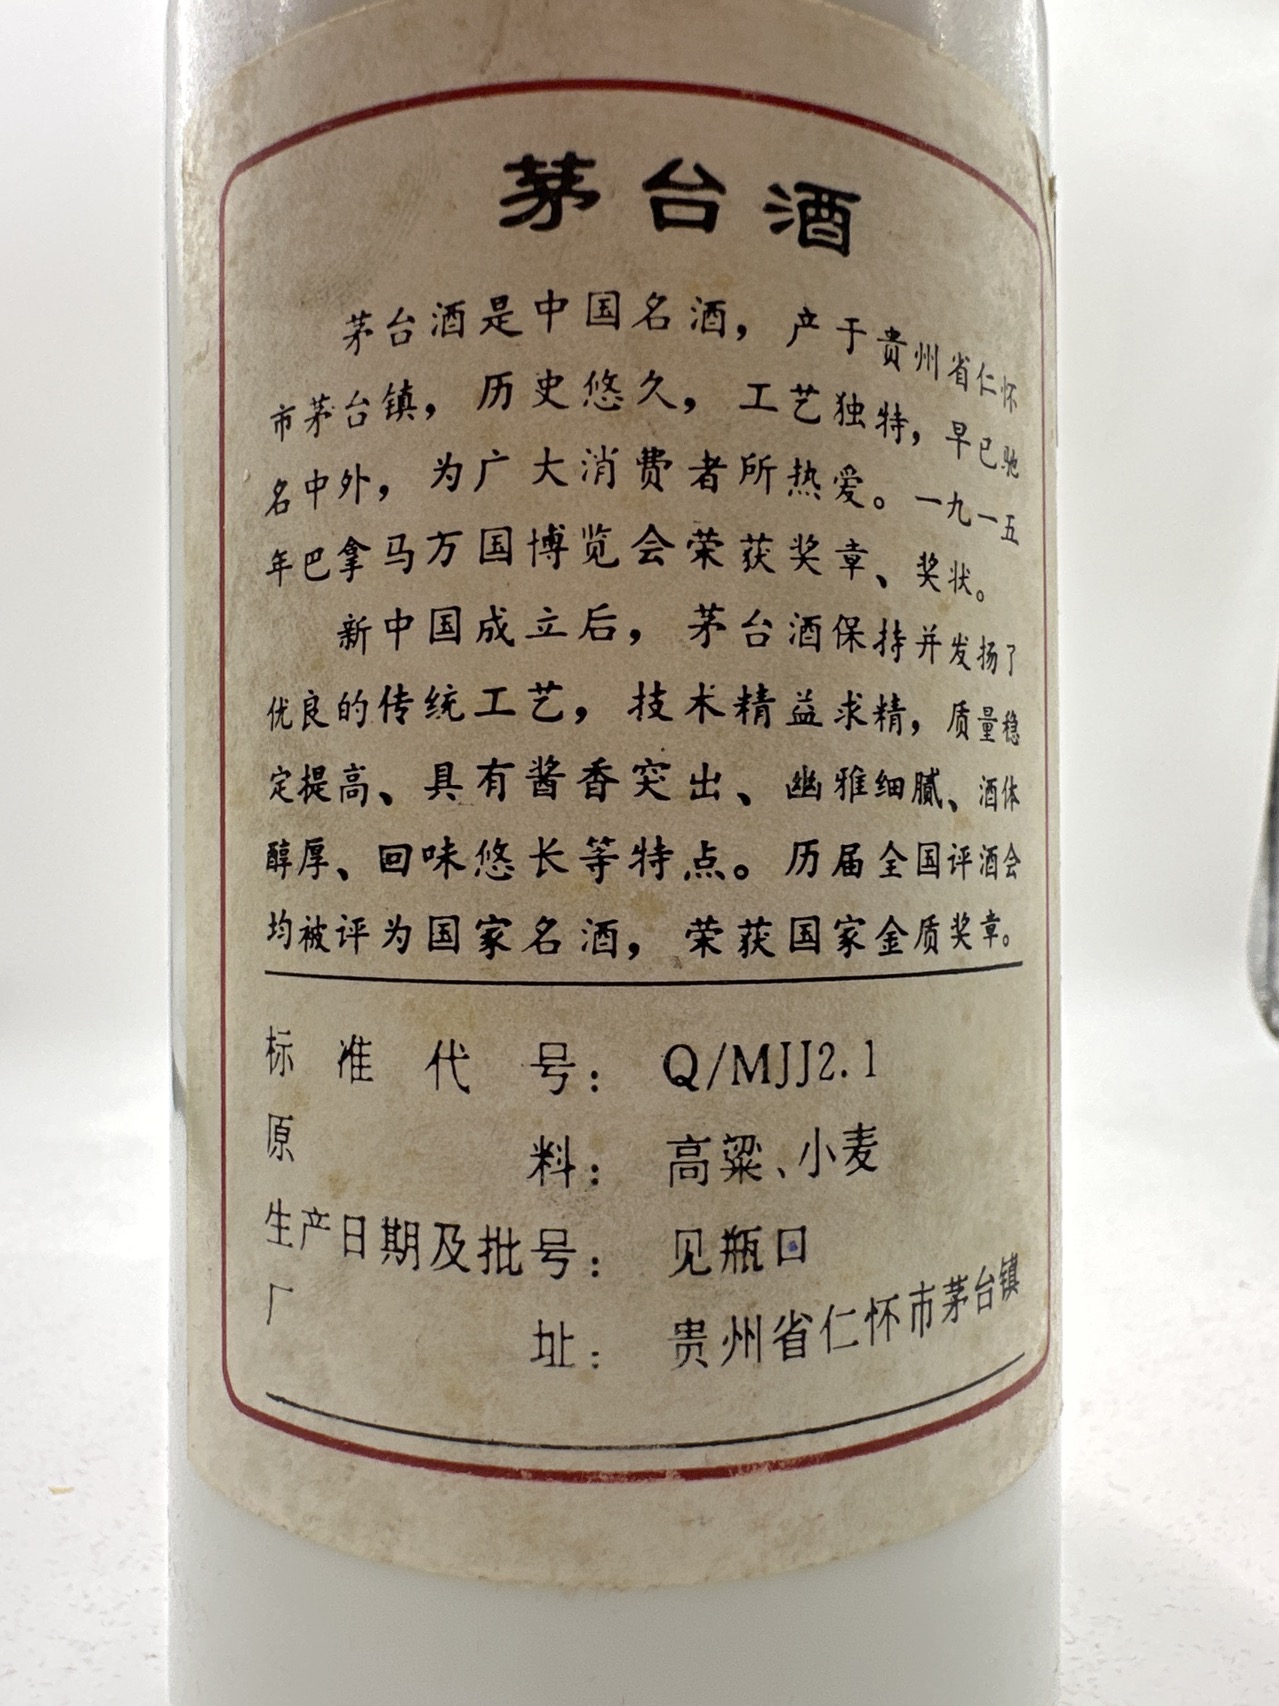 茅台酒
茅台酒是中国名酒，产于贵州省仁怀
市茅台镇，历史悠久，工艺独特，早已驰
名中外，为广大消费者所热爱。一九一五
年巴拿马万国博览会荣获奖章、奖状。
新中国成立后，茅台酒保持并发扬了
优良的传统工艺，技术精益求精，质量稳
定提高、具有酱香突出、幽雅细腻、酒体
醇厚、回味悠长等特点。历届全国评酒会
均被评为国家名酒，荣获国家金质奖章。
标准代号：Q/MJJ2.1
原料：高粱、小麦
生产日期及批号：见瓶口
厂址：贵州省仁怀市茅台镇